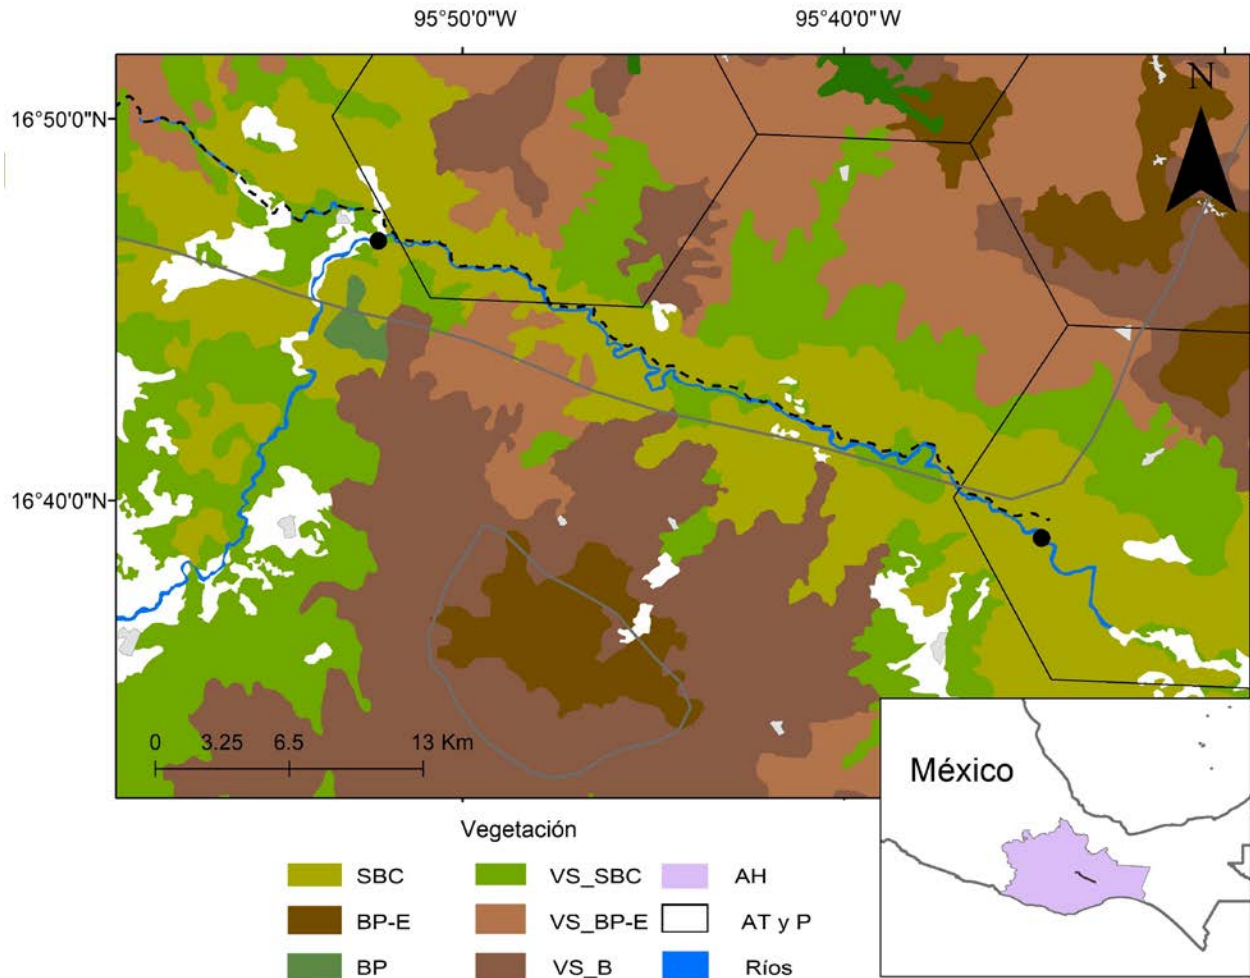 95°50'0"W 95°40'0"W
N
16°50'0"N
16°40'0"N
0 3.25 6.5 13 Km
México
Vegetación
SBC VS_SBC AH
BP-E VS_BP-E AT y P
BP VS_B Ríos